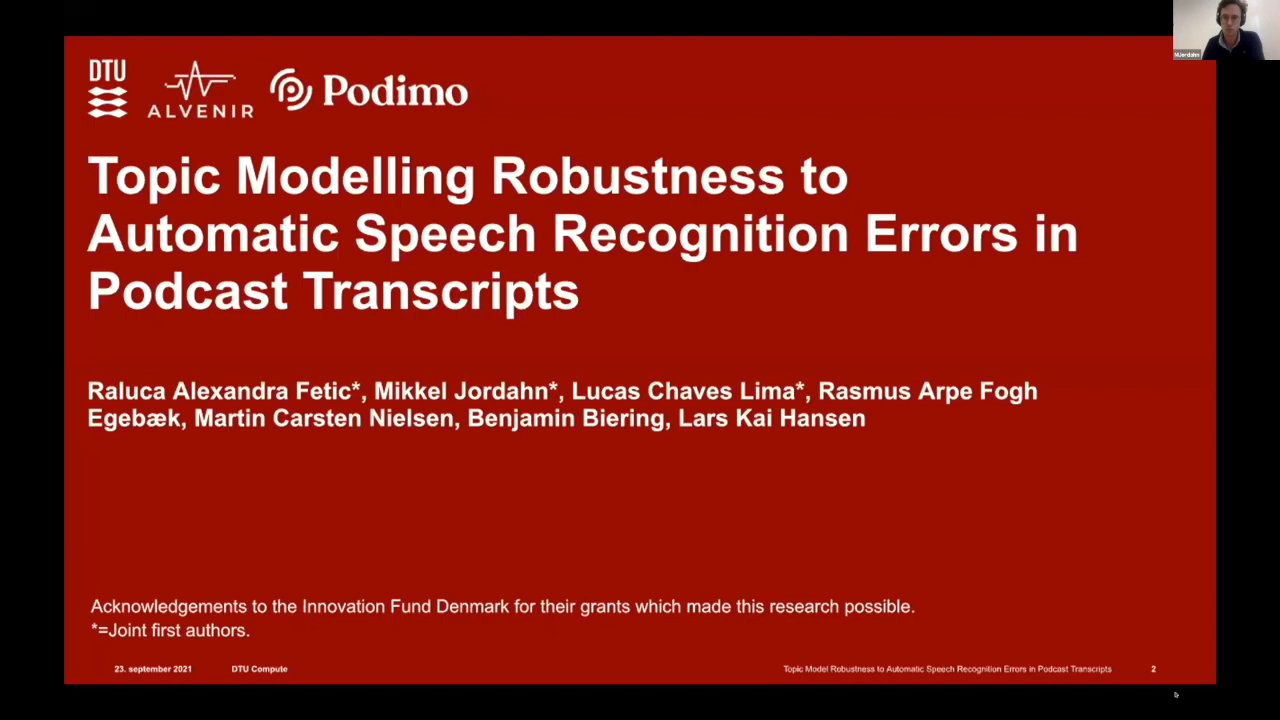 NJordahn
DTU
ALVENIR
Podimo
Topic Modelling Robustness to
Automatic Speech Recognition Errors in
Podcast Transcripts
Raluca Alexandra Fetic*, Mikkel Jordahn*, Lucas Chaves Lima*, Rasmus Arpe Fogh
Egebæk, Martin Carsten Nielsen, Benjamin Biering, Lars Kai Hansen
Acknowledgements to the Innovation Fund Denmark for their grants which made this research possible.
*=Joint first authors.
23. september 2021 DTU Compute Topic Model Robustness to Automatic Speech Recognition Errors in Podcast Transcripts 2